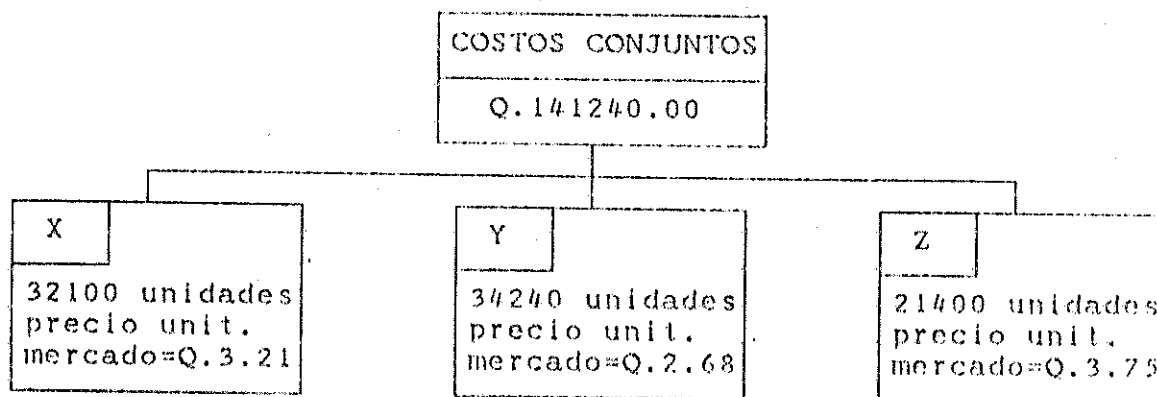 COSTOS CONJUNTOS
Q.141240.00
X
32100 unidades
precio unit.
mercado=Q.3.21
Y
34240 unidades
precio unit.
mercado=Q.2.68
Z
21400 unidades
precio unit.
mercado=Q.3.75